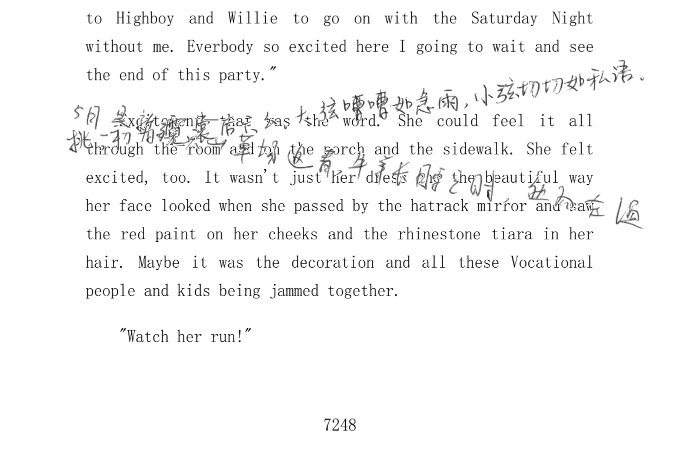 to Highboy and Willie to go on with the Saturday Night
without me. Everbody so excited here I going to wait and see
the end of this party."
大弦嘈嘈如急雨，小弦切切如私语。
5月
Excitement—that was the word. She could feel it all
through the room and on the porch and the sidewalk. She felt
excited, too. It wasn't just her dress and the beautiful way
her face looked when she passed by the hatrack mirror and saw
the red paint on her cheeks and the rhinestone tiara in her
hair. Maybe it was the decoration and all these Vocational
people and kids being jammed together.
"Watch her run!"
7248